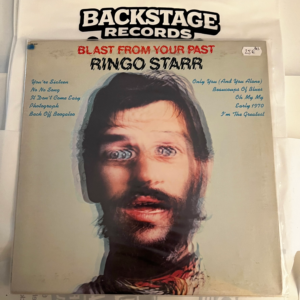 BACKSTAGE
RECORDS
BLAST FROM YOUR PAST
RINGO STARR
You're Sixteen
No No Song
It Don't Come Easy
Photograph
Back Off Boogaloo
Only You (And You Alone)
Beaucoups of Blues
Oh My My
Early 1970
I'm The Greatest